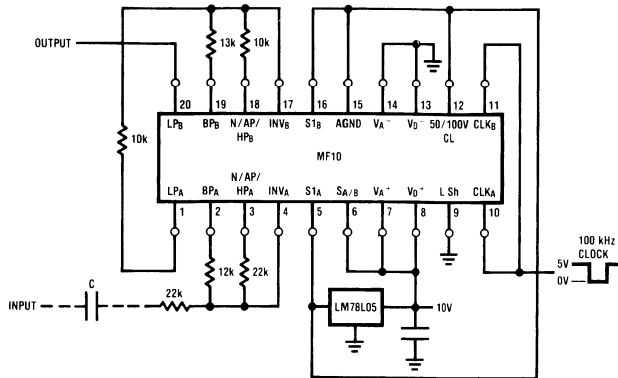 OUTPUT
13k
10k
20 19 18 17 16 15 14 13 12 11
LPB BPB N/AP/ HPB INVB S1B AGND VA− VD− 50/100V CL CLKB
10k
MF10
LPA BPA N/AP/ HPA INVA S1A SA/B VA+ VD+ L Sh CLKA
1 2 3 4 5 6 7 8 9 10
100 kHz
CLOCK
5V
0V
12k
22k
C
INPUT
22k
LM78L05
10V